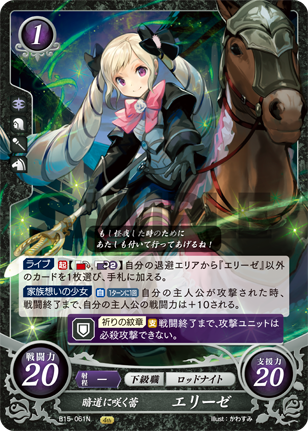 1
もし怪我した時のために
あたしも付いて行ってあげるね！
ライブ 自分の退避エリアから『エリーゼ』以外
のカードを1枚選び、手札に加える。
家族想いの少女 1ターンに1回 自分の主人公が攻撃された時、
戦闘終了まで、自分の主人公の戦闘力は＋10される。
祈りの紋章 戦闘終了まで、攻撃ユニットは
必殺攻撃できない。
戦闘力
20
射程 － 下級職 ロッドナイト
支援力
20
暗道に咲く蕾 エリーゼ
B15-061N
Illust：かわすみ